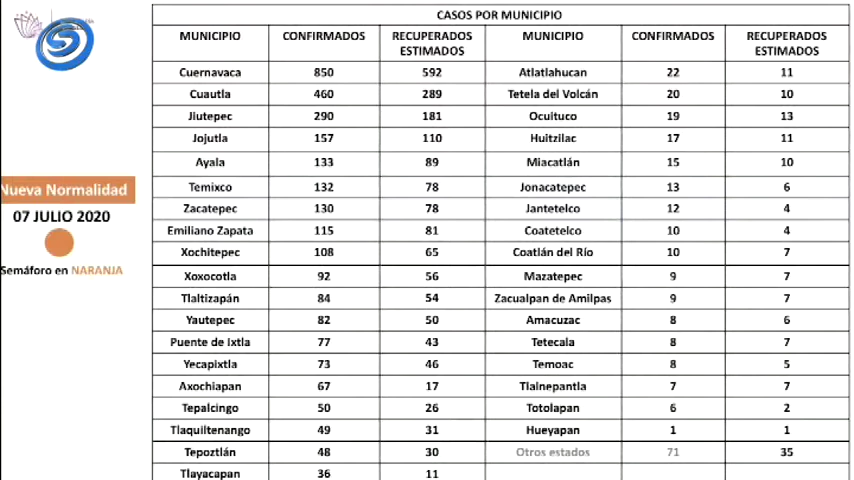 CASOS POR MUNICIPIO
MUNICIPIO CONFIRMADOS RECUPERADOS ESTIMADOS MUNICIPIO CONFIRMADOS RECUPERADOS ESTIMADOS
Cuernavaca 850 592 Atlatlahucan 22 11
Cuautla 460 289 Tetela del Volcán 20 10
Jiutepec 290 181 Ocuituco 19 13
Jojutla 157 110 Huitzilac 17 11
Ayala 133 89 Miacatlán 15 10
Temixco 132 78 Jonacatepec 13 6
Zacatepec 130 78 Jantetelco 12 4
Emiliano Zapata 115 81 Coatetelco 10 4
Xochitepec 108 65 Coatlán del Río 10 7
Xoxocotla 92 56 Mazatepec 9 7
Tlaltizapán 84 54 Zacualpan de Amilpas 9 7
Yautepec 82 50 Amacuzac 8 6
Puente de Ixtla 77 43 Tetecala 8 7
Yecapixtla 73 46 Temoac 8 5
Axochiapan 67 17 Tlalnepantla 7 7
Tepalcingo 50 26 Totolapan 6 2
Tlaquiltenango 49 31 Hueyapan 1 1
Tepoztlán 48 30 Otros estados 71 35
Tlayacapan 36 11
Nueva Normalidad
07 JULIO 2020
Semáforo en NARANJA